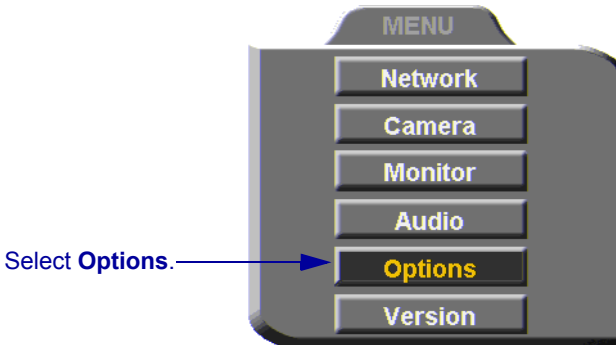 MENU
Network
Camera
Monitor
Audio
Select Options.
Options
Version